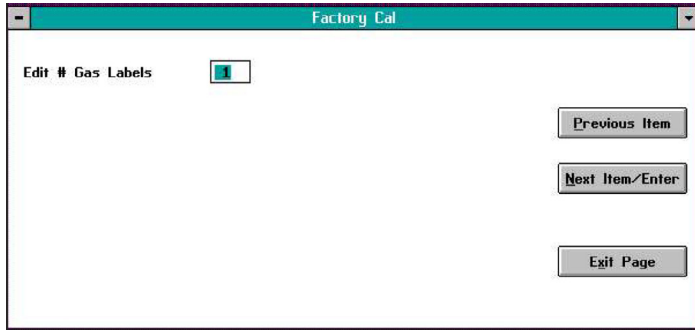 Factory Cal
Edit # Gas Labels 1
Previous Item
Next Item/Enter
Exit Page